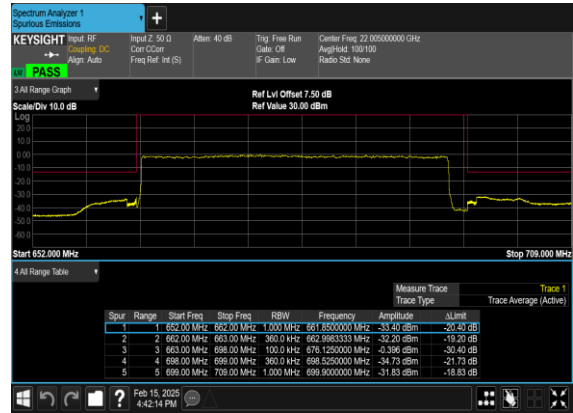 Spectrum Analyzer 1
Spurious Emissions
KEYSIGHT Input: RF Input Z: 50 Ω Atten: 40 dB Trig: Free Run Center Freq: 22.005000000 GHz
Coupling: DC Corr CCorr Gate: Off Avg|Hold: 100/100
Align: Auto Freq Ref: Int (S) IF Gain: Low Radio Std: None
PASS
3 All Range Graph
Ref Lvl Offset 7.50 dB
Scale/Div 10.0 dB Ref Value 30.00 dBm
Log
20.0
10.0
0.00
-10.0
-20.0
-30.0
-40.0
-50.0
-60.0
Start 652.000 MHz Stop 709.000 MHz
4 All Range Table
Measure Trace Trace 1
Trace Type Trace Average (Active)
Spur Range Start Freq Stop Freq RBW Frequency Amplitude ΔLimit
1 1 652.00 MHz 662.00 MHz 1.000 MHz 661.8500000 MHz -33.40 dBm -20.40 dB
2 2 662.00 MHz 663.00 MHz 360.0 kHz 662.9983333 MHz -32.20 dBm -19.20 dB
3 3 663.00 MHz 698.00 MHz 100.0 kHz 676.1250000 MHz -0.396 dBm -30.40 dB
4 4 698.00 MHz 699.00 MHz 360.0 kHz 698.5250000 MHz -34.73 dBm -21.73 dB
5 5 699.00 MHz 709.00 MHz 1.000 MHz 699.9000000 MHz -31.83 dBm -18.83 dB
Feb 15, 2025
4:42:14 PM